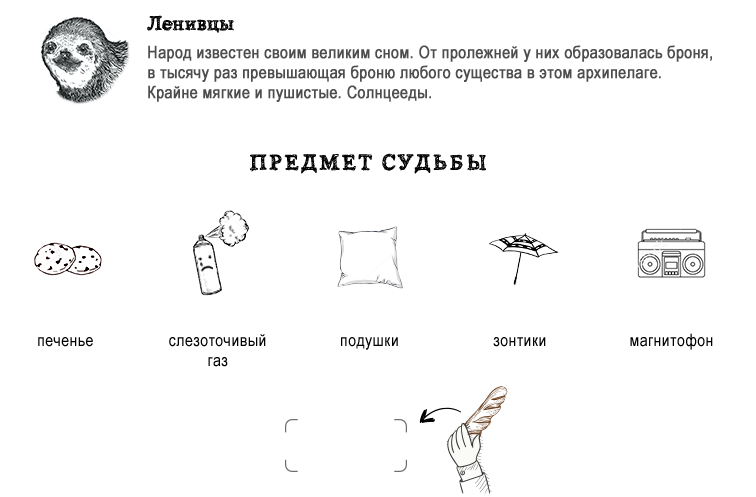 Ленивцы
Народ известен своим великим сном. От пролежней у них образовалась броня,
в тысячу раз превышающая броню любого существа в этом архипелаге.
Крайне мягкие и пушистые. Солнцееды.
ПРЕДМЕТ СУДЬБЫ
печенье
слезоточивый
газ
подушки
зонтики
магнитофон